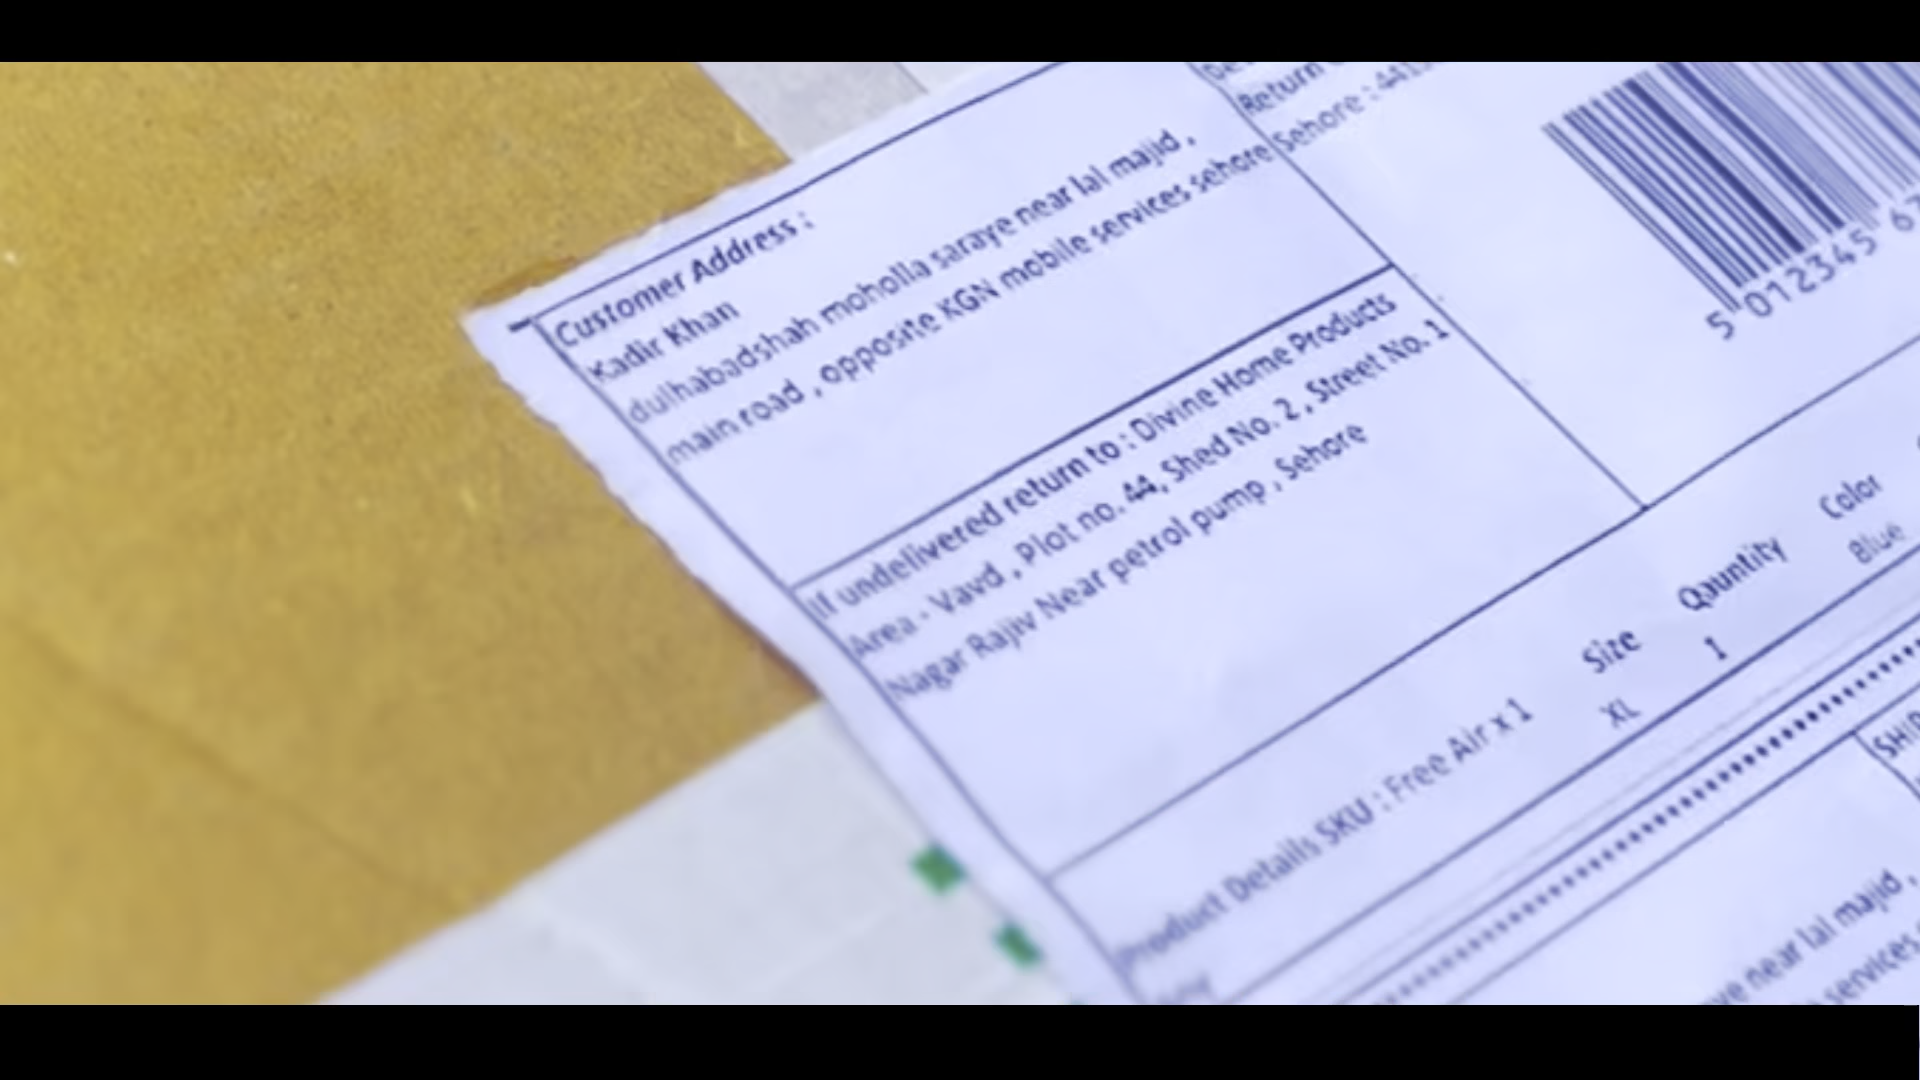 Customer Address :
Kadir Khan
dulhabadshah moholla saraye near lal majid ,
main road , opposite KGN mobile services sehore
If undelivered return to : Divine Home Products
Area - Vavd , Plot no. 44, Shed No. 2 , Street No. 1
Nagar Rajiv Near petrol pump , Sehore
Return
Sehore :
5 012345 67
Product Details SKU : Free Air x 1
Size
XL
Qauntity
1
Color
Blue
near lal majid ,
services